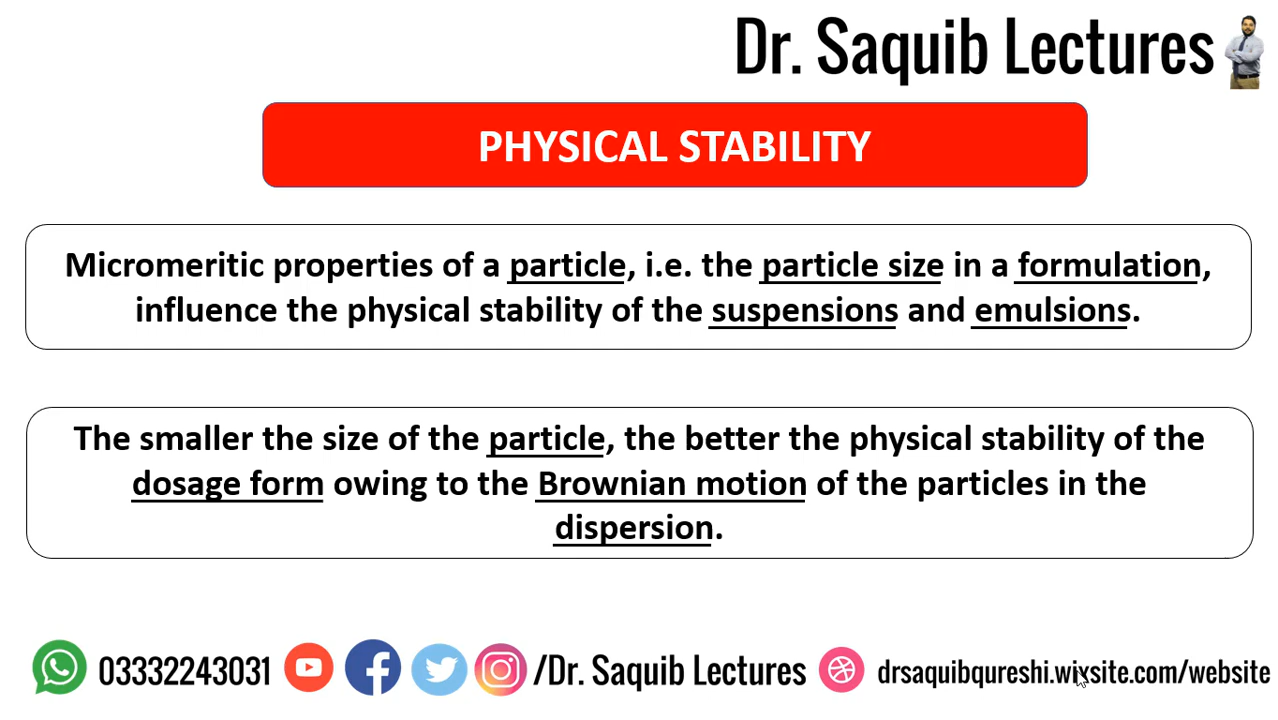 Dr. Saquib Lectures
PHYSICAL STABILITY
Micromeritic properties of a particle, i.e. the particle size in a formulation,
influence the physical stability of the suspensions and emulsions.
The smaller the size of the particle, the better the physical stability of the
dosage form owing to the Brownian motion of the particles in the
dispersion.
03332243031 /Dr. Saquib Lectures drsaquibqureshi.wixsite.com/website